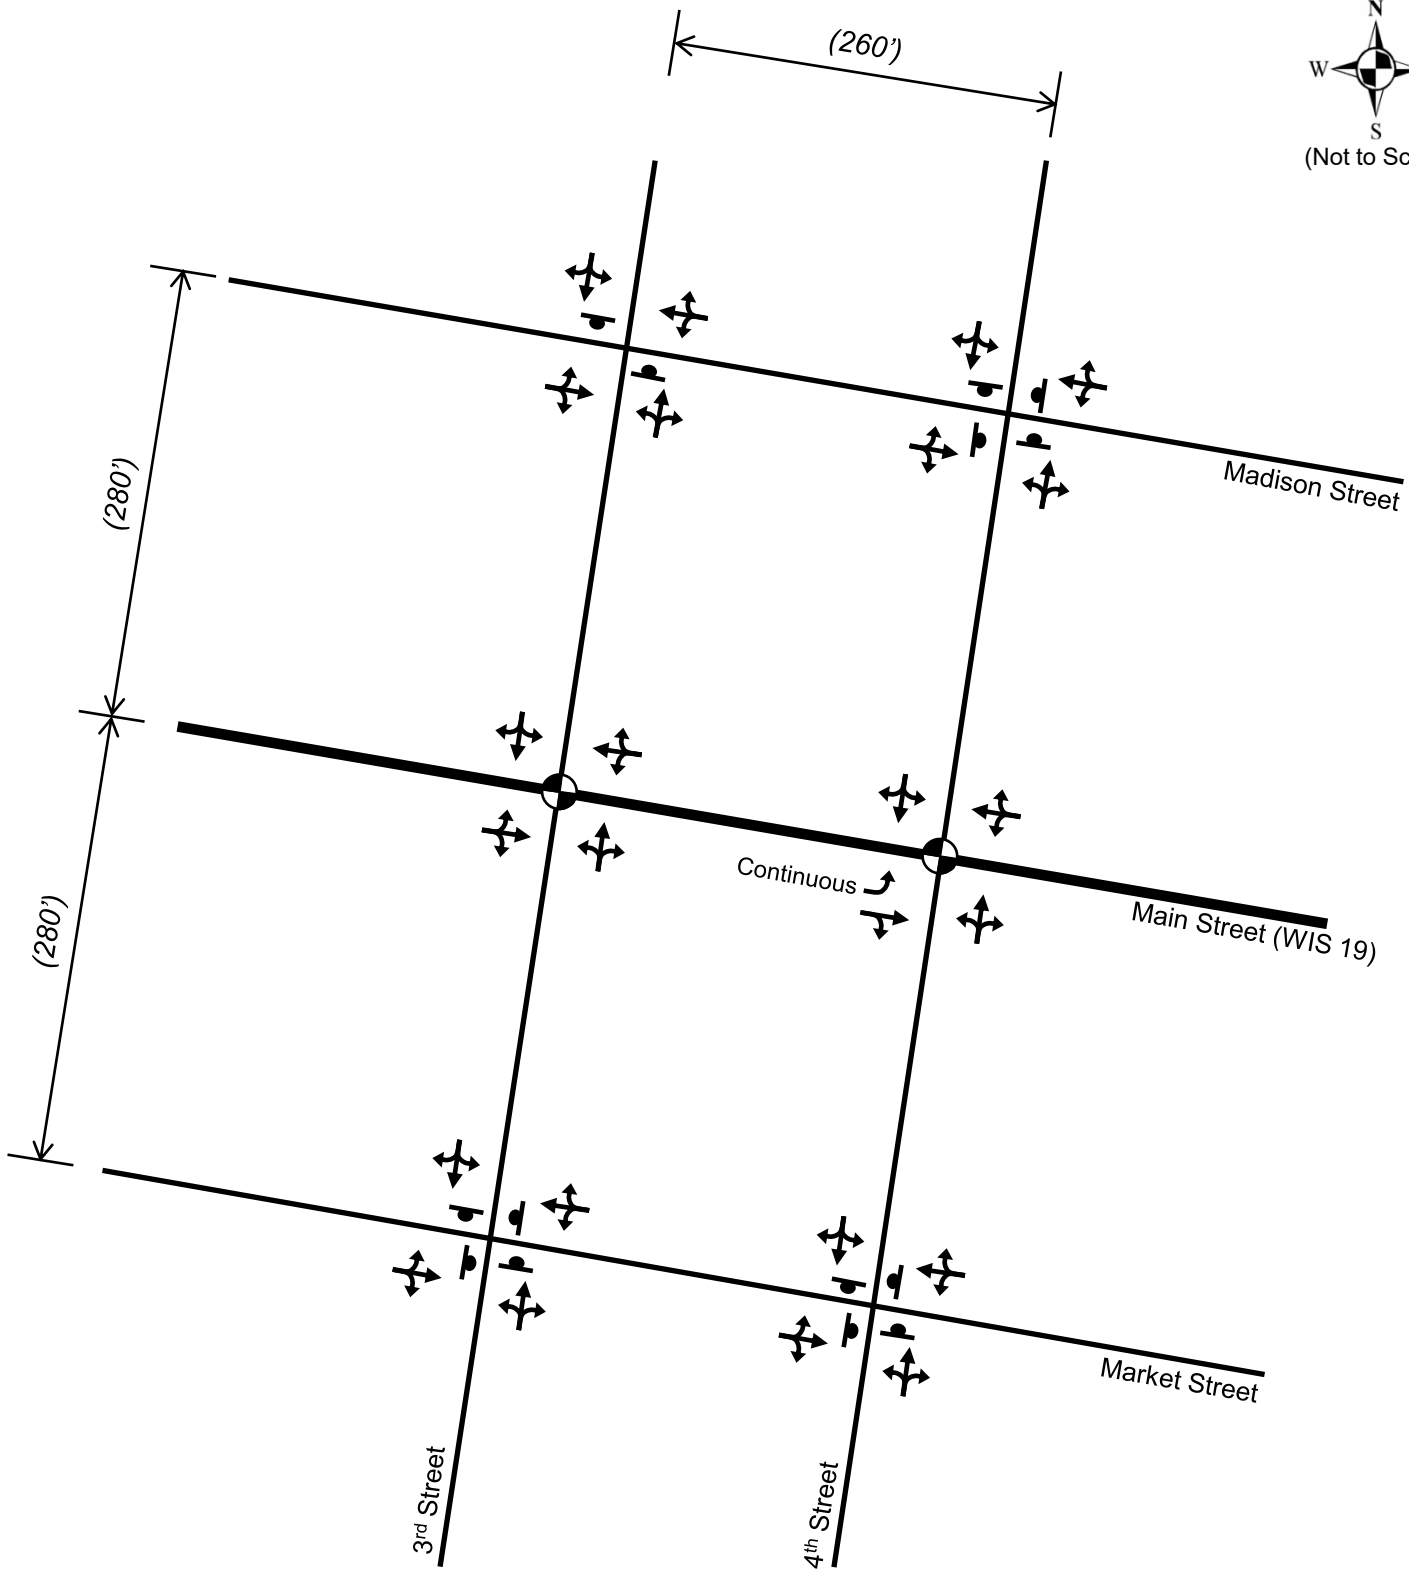 (260’)
N
W
S
(Not to Sc
(280’)
Madison Street
Continuous
(280’)
Main Street (WIS 19)
Market Street
3rd Street
4th Street